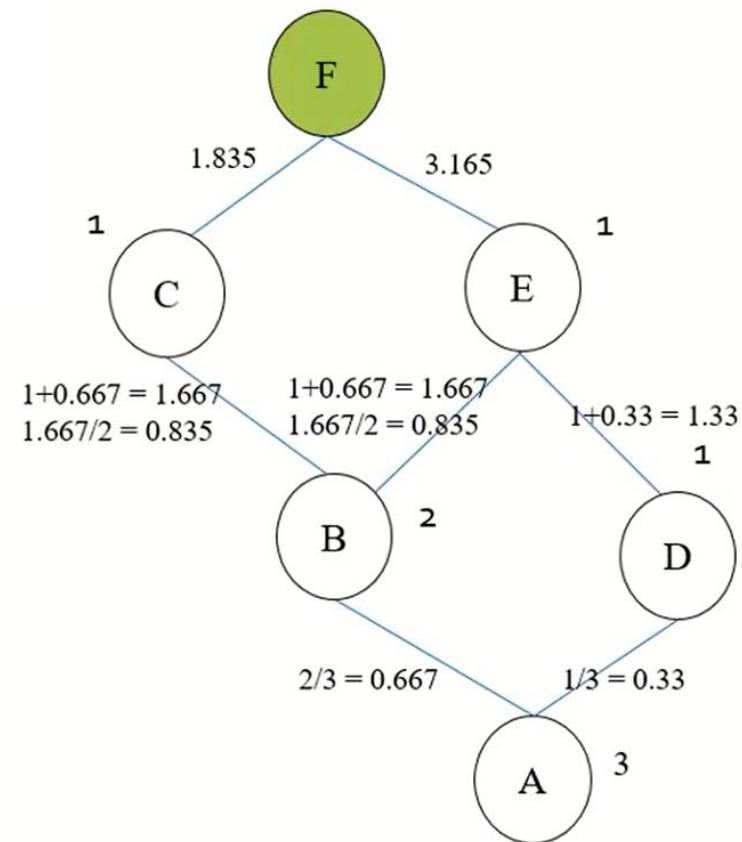 F
1.835
3.165
1
1
C
E
1+0.667 = 1.667
1.667/2 = 0.835
1+0.667 = 1.667
1.667/2 = 0.835
1+0.33 = 1.33
1
B
2
D
2/3 = 0.667
1/3 = 0.33
A
3